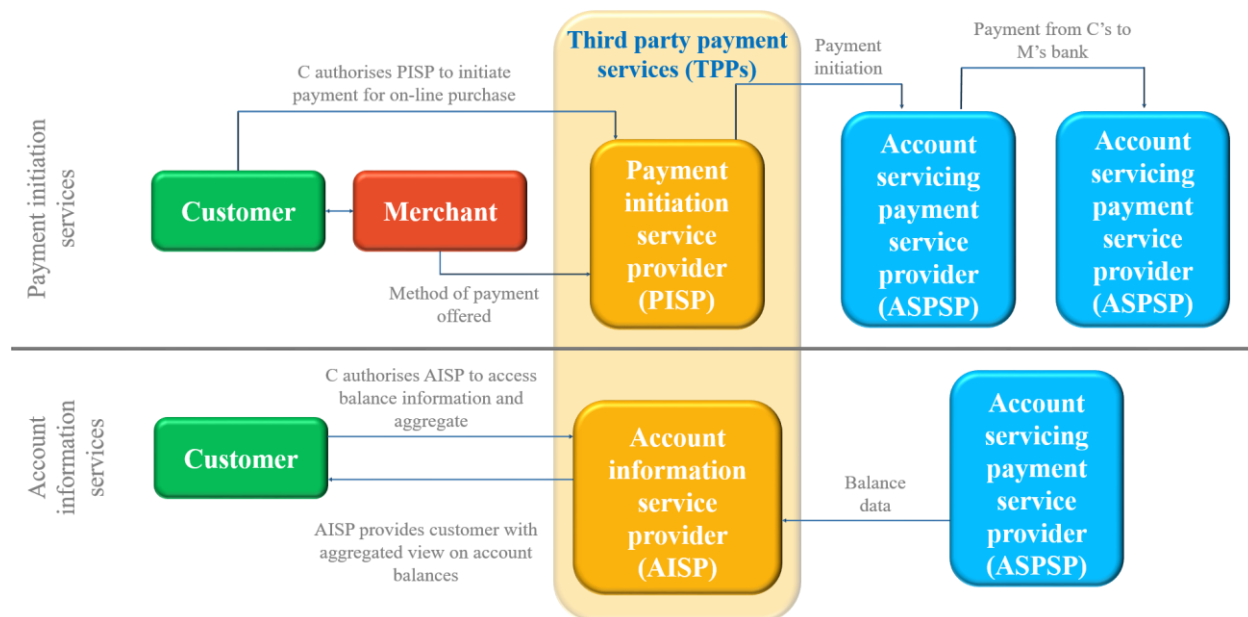 Third party payment
services (TPPs)
Payment
initiation
Payment from C's to
M's bank
C authorises PISP to initiate
payment for on-line purchase
Payment initiation
services
Customer
Merchant
Payment
initiation
service
provider
(PISP)
Account
servicing
payment
service
provider
(ASPSP)
Account
servicing
payment
service
provider
(ASPSP)
Method of payment
offered
C authorises AISP to access
balance information and
aggregate
Account
information
services
Customer
Account
information
service
provider
(AISP)
Balance
data
Account
servicing
payment
service
provider
(ASPSP)
AISP provides customer with
aggregated view on account
balances